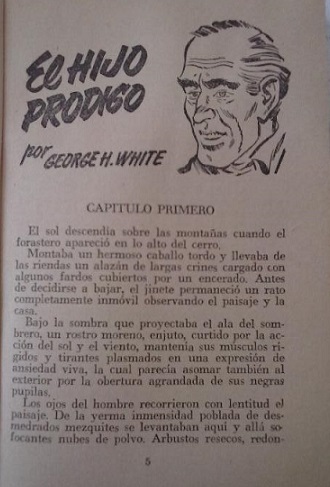 El HIJO
PRODIGO
por GEORGE H. WHITE
CAPITULO PRIMERO
El sol descendía sobre las montañas cuando el
forastero apareció en lo alto del cerro.
Montaba un hermoso caballo tordo y llevaba de
las riendas un alazán de largas crines cargado con
algunos fardos cubiertos por un encerado. Antes
de decidirse a bajar, el jinete permaneció un rato
completamente inmóvil observando el paisaje y la
casa.
Bajo la sombra que proyectaba el ala del som-
brero, un rostro moreno, enjuto, curtido por la ac-
ción del sol y el viento, mantenía sus músculos rí-
gidos y tirantes plasmados en una expresión de
ansiedad viva, la cual parecía asomar también al
exterior por la obertura agrandada de sus negras
pupilas.
Los ojos del hombre recorrieron con lentitud el
paisaje. De la yerma inmensidad poblada de des-
medrados mezquites se levantaban aquí y allá so-
focantes nubes de polvo. Arbustos resecos, redon-
5